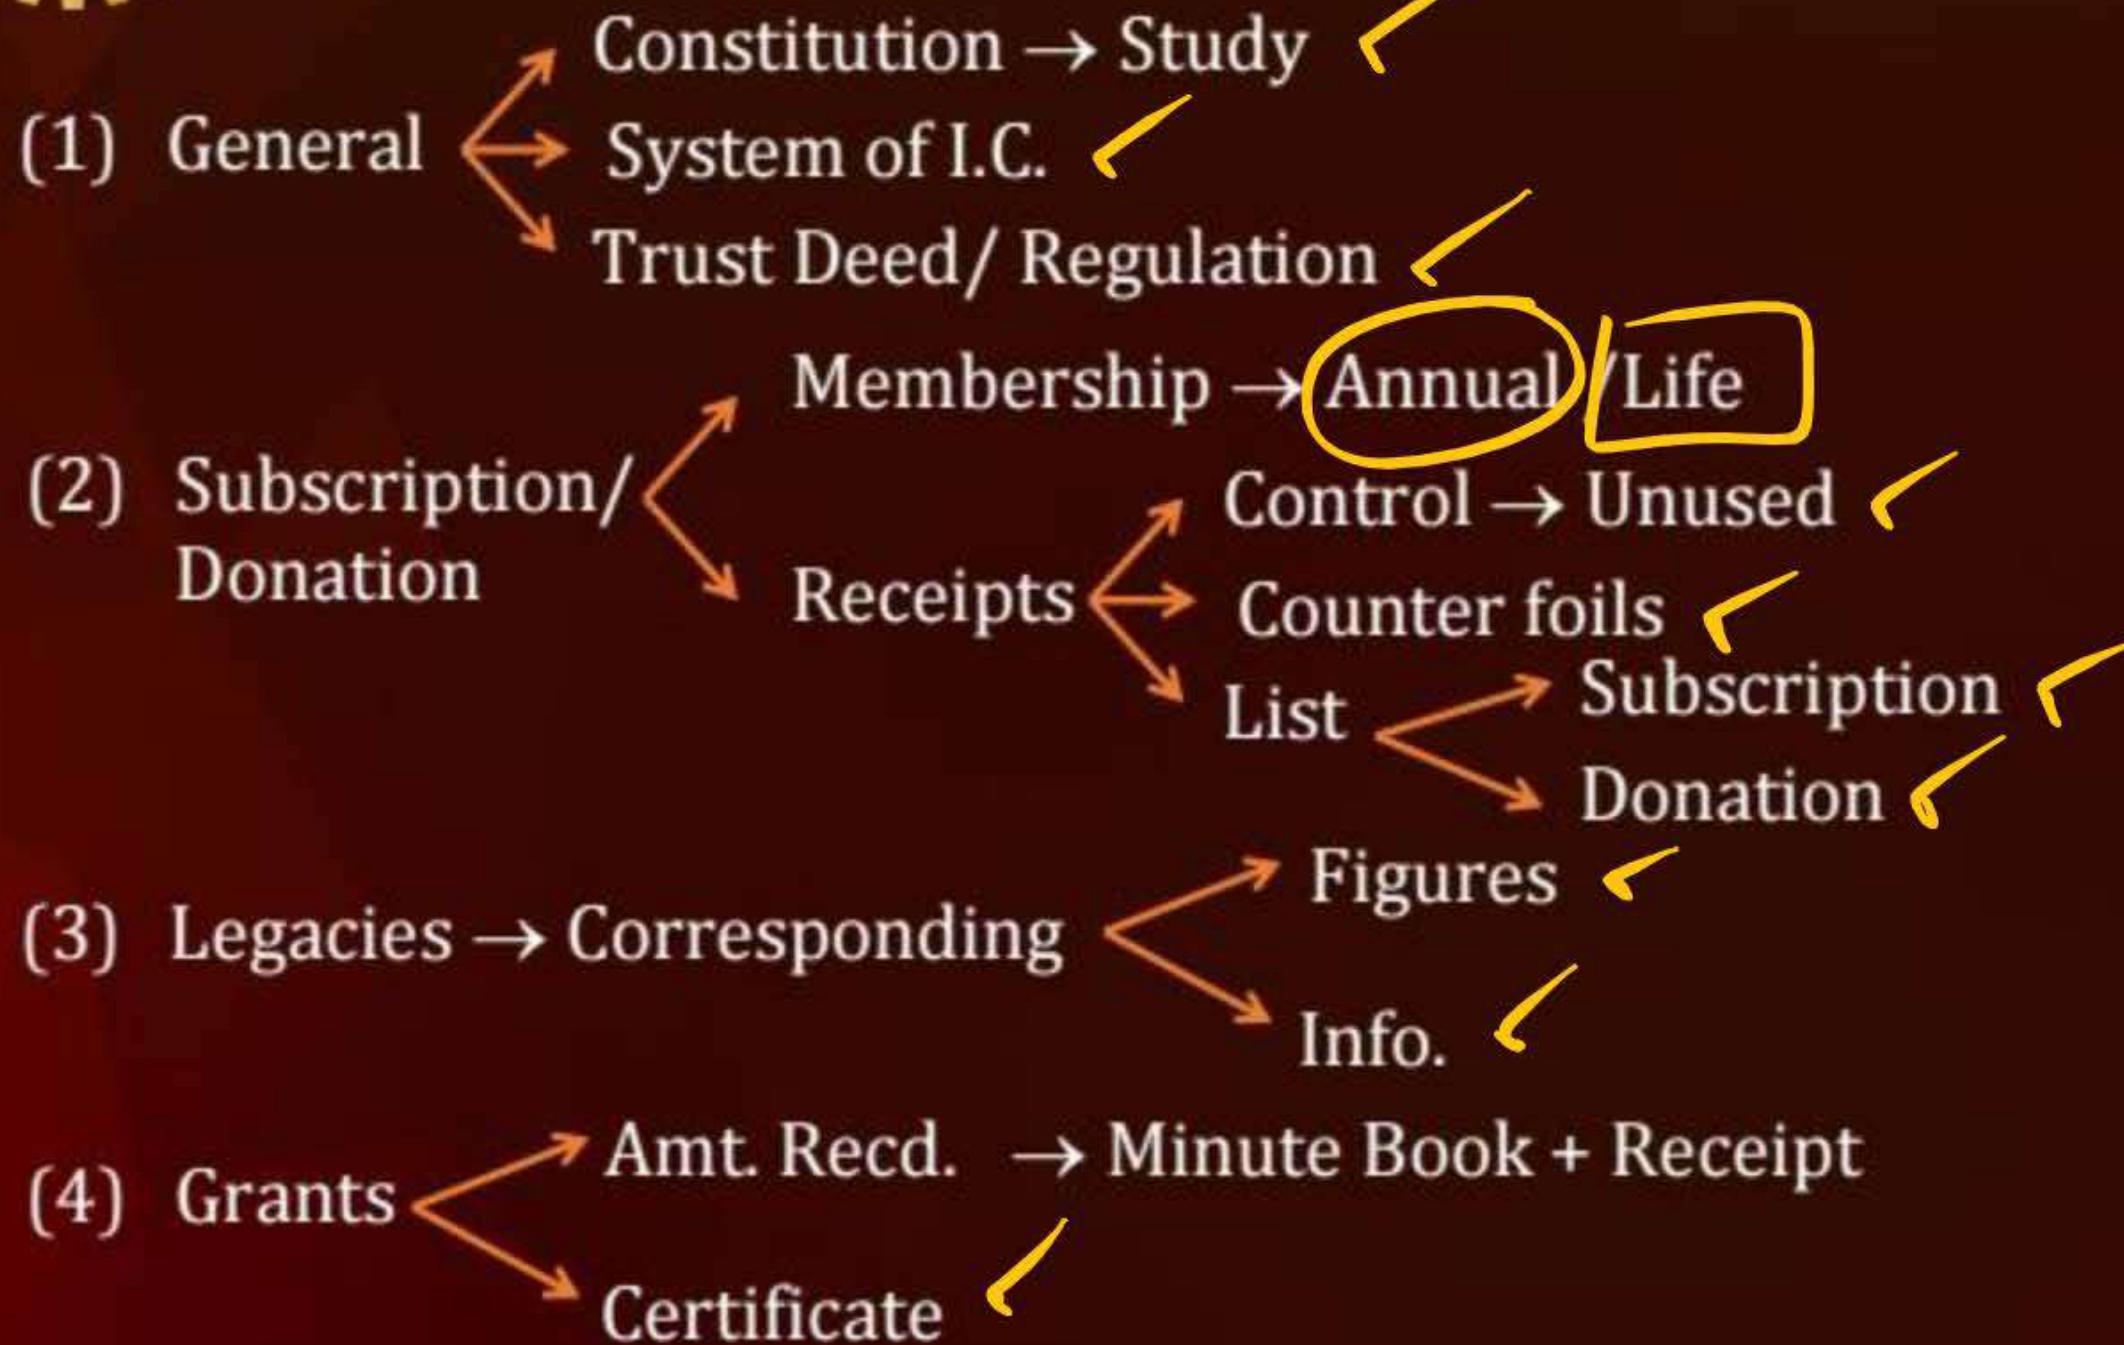 Constitution → Study
(1) General
System of I.C.
Trust Deed/ Regulation
Membership → Annual /Life
(2) Subscription/
Donation
Control → Unused
Receipts
Counter foils
List
Subscription
Donation
Figures
(3) Legacies → Corresponding
Info.
Amt. Recd. → Minute Book + Receipt
(4) Grants
Certificate